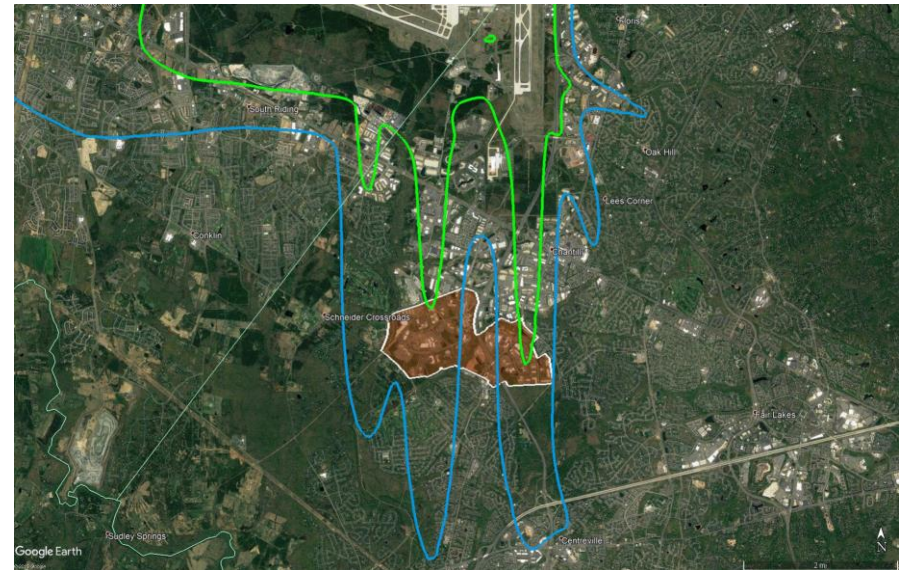 Floris
South Riding
Oak Hill
Lees Corner
Conklin
Chantilly
Schneider Crossroads
Fair Lakes
Sudley Springs
Centreville
Google Earth
N
2 mi